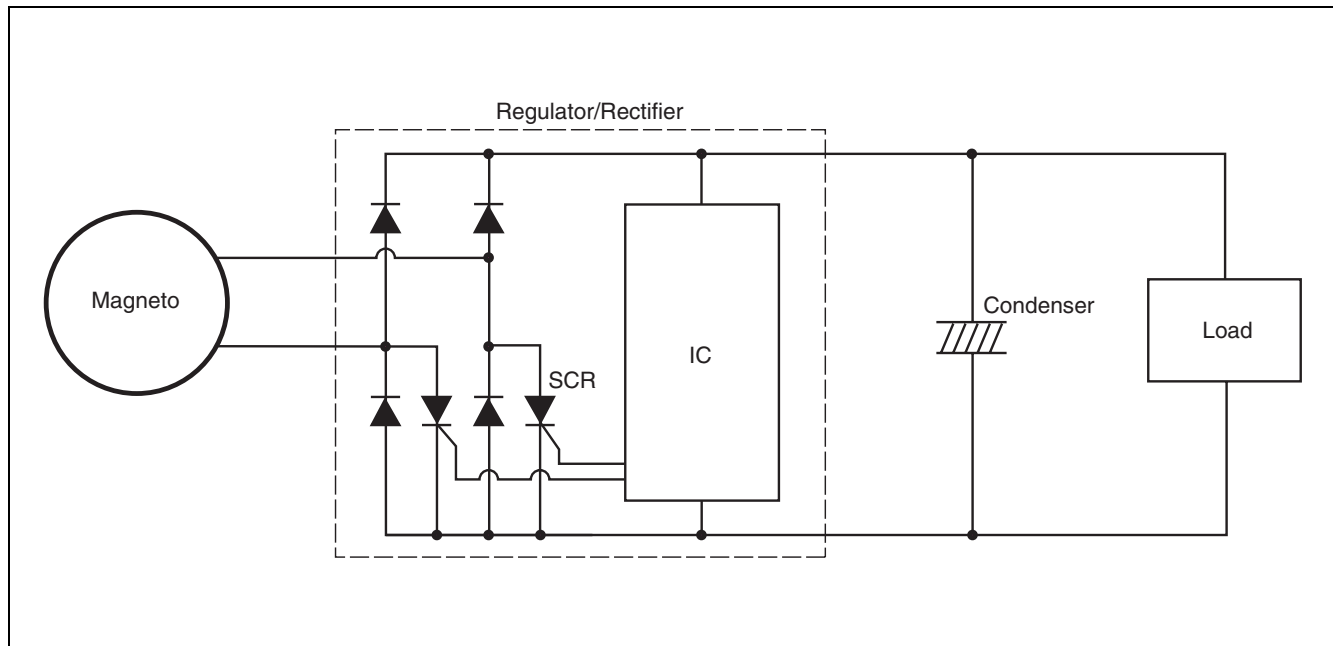 Regulator/Rectifier
Magneto
Condenser
Load
IC
SCR